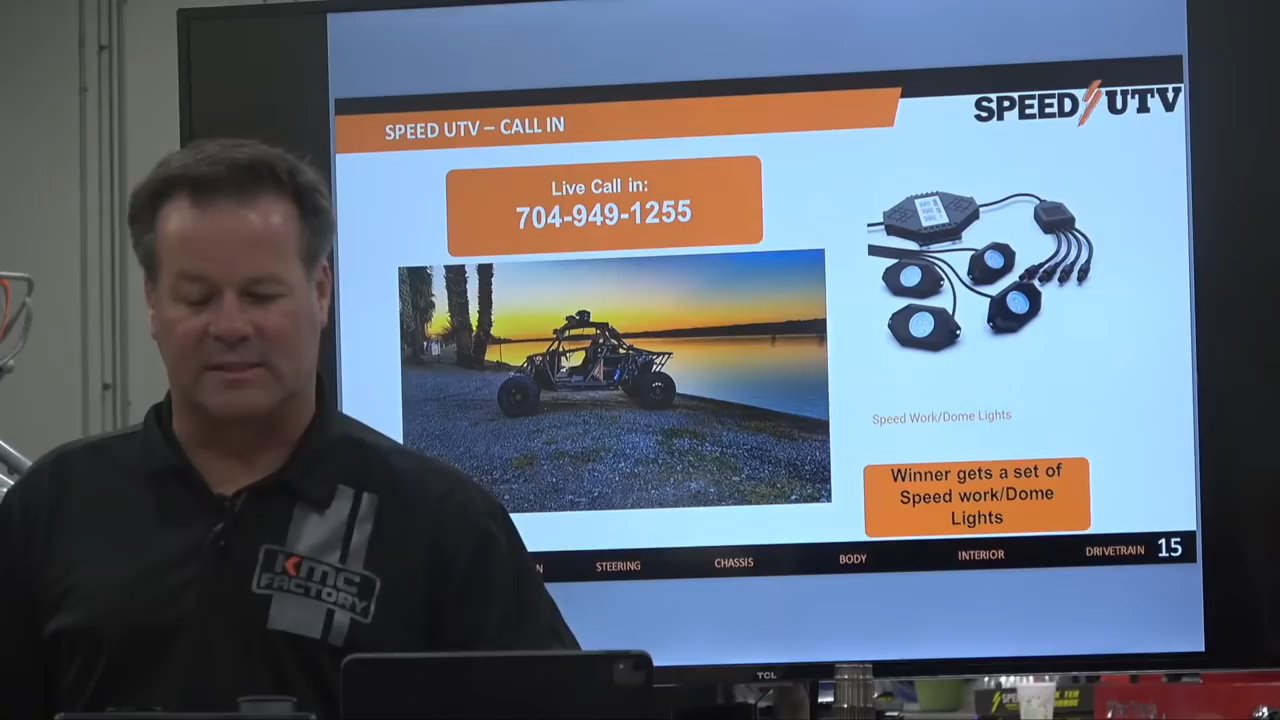 SPEED UTV
SPEED UTV – CALL IN
Live Call in:
704-949-1255
Speed Work/Dome Lights
Winner gets a set of
Speed work/Dome
Lights
N STEERING CHASSIS BODY INTERIOR DRIVETRAIN 15
KMC
FACTORY
TCL